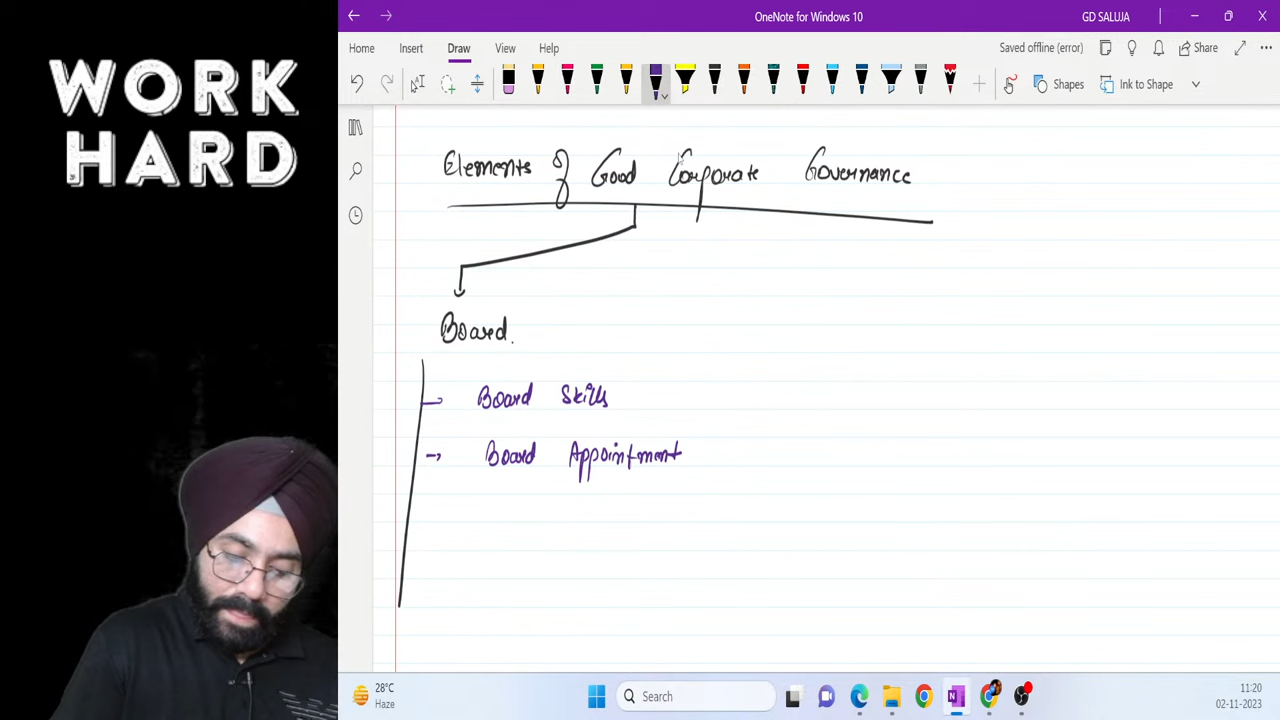 WORK
HARD
OneNote for Windows 10
GD SALUJA
Home Insert Draw View Help
Saved offline (error)
Share
Shapes
Ink to Shape
Elements of Good Corporate Governance
Board.
Board Skills
Board Appointment
28°C
Haze
Search
11:20
02-11-2023